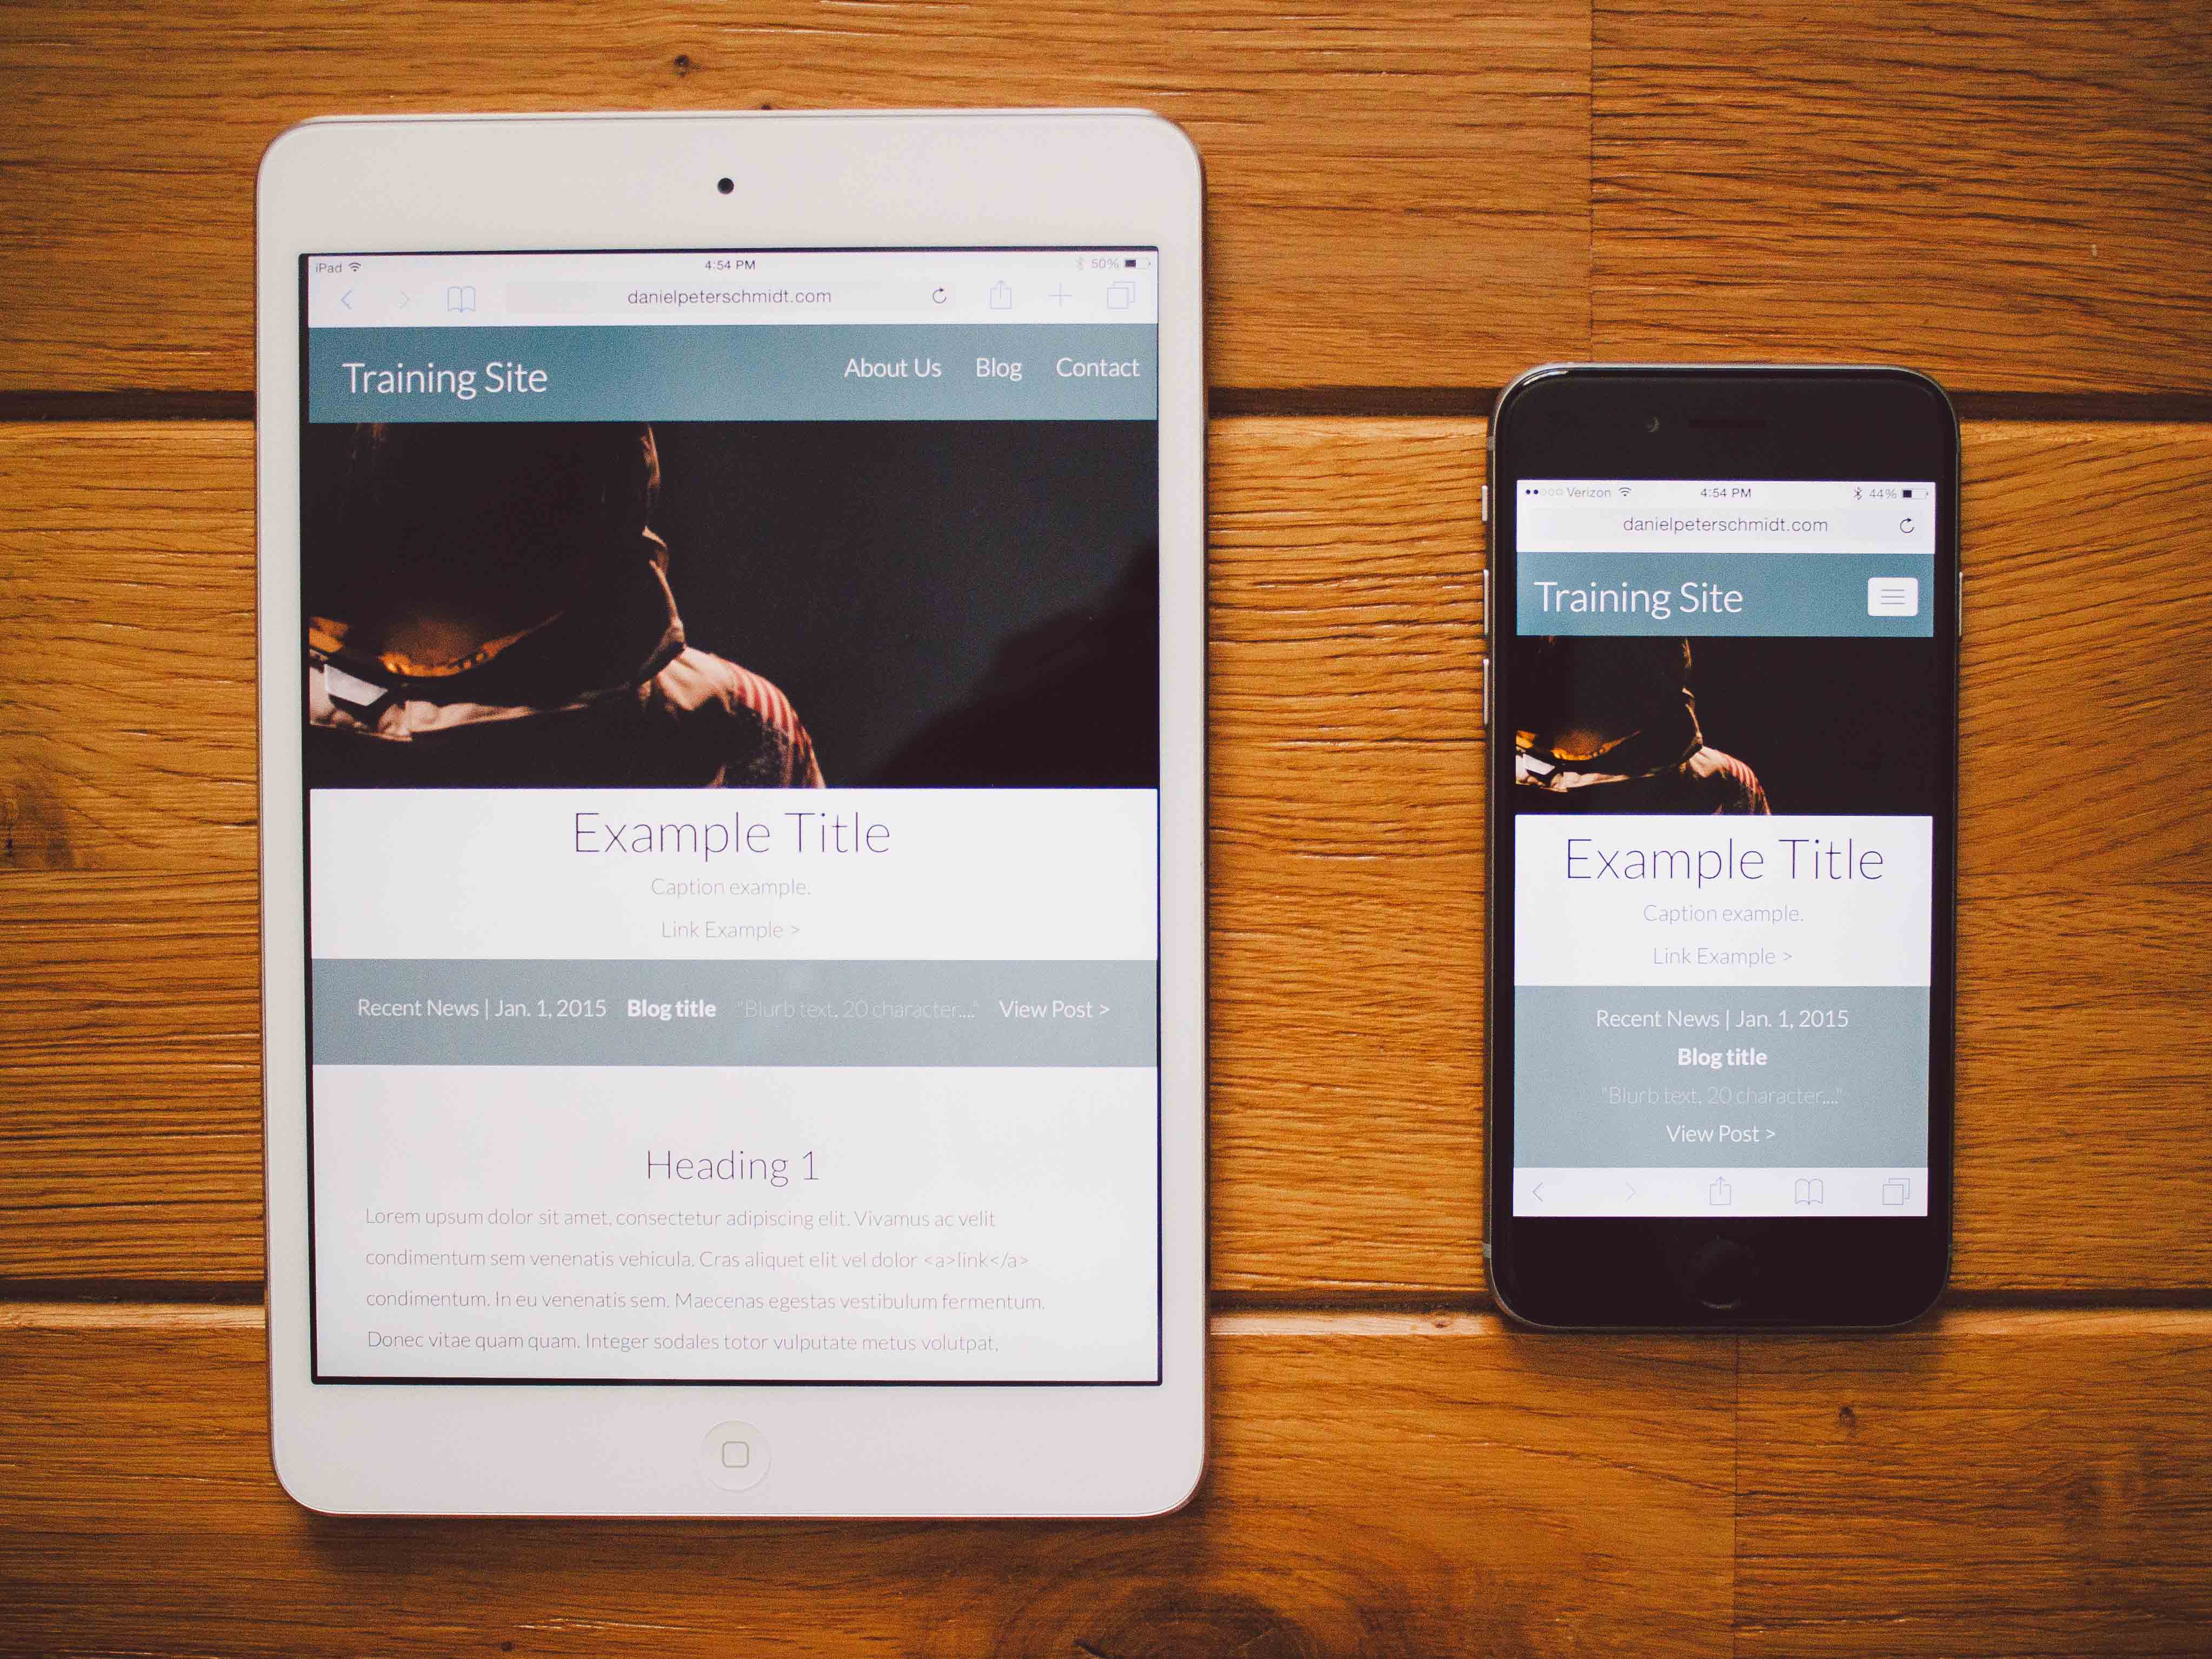 iPad
4:54 PM
50%
danielpeterschmidt.com
Training Site
About Us
Blog
Contact
Example Title
Caption example.
Link Example >
Recent News | Jan. 1, 2015 Blog title "Blurb text, 20 character...." View Post >
Heading 1
Lorem upsum dolor sit amet, consectetur adipiscing elit. Vivamus ac velit
condimentum sem venenatis vehicula. Cras aliquet elit vel dolor <a>link</a>
condimentum. In eu venenatis sem. Maecenas egestas vestibulum fermentum.
Donec vitae quam quam. Integer sodales totor vulputate metus volutpat,
Verizon
4:54 PM
44%
danielpeterschmidt.com
Training Site
Example Title
Caption example.
Link Example >
Recent News | Jan. 1, 2015
Blog title
"Blurb text, 20 character...."
View Post >